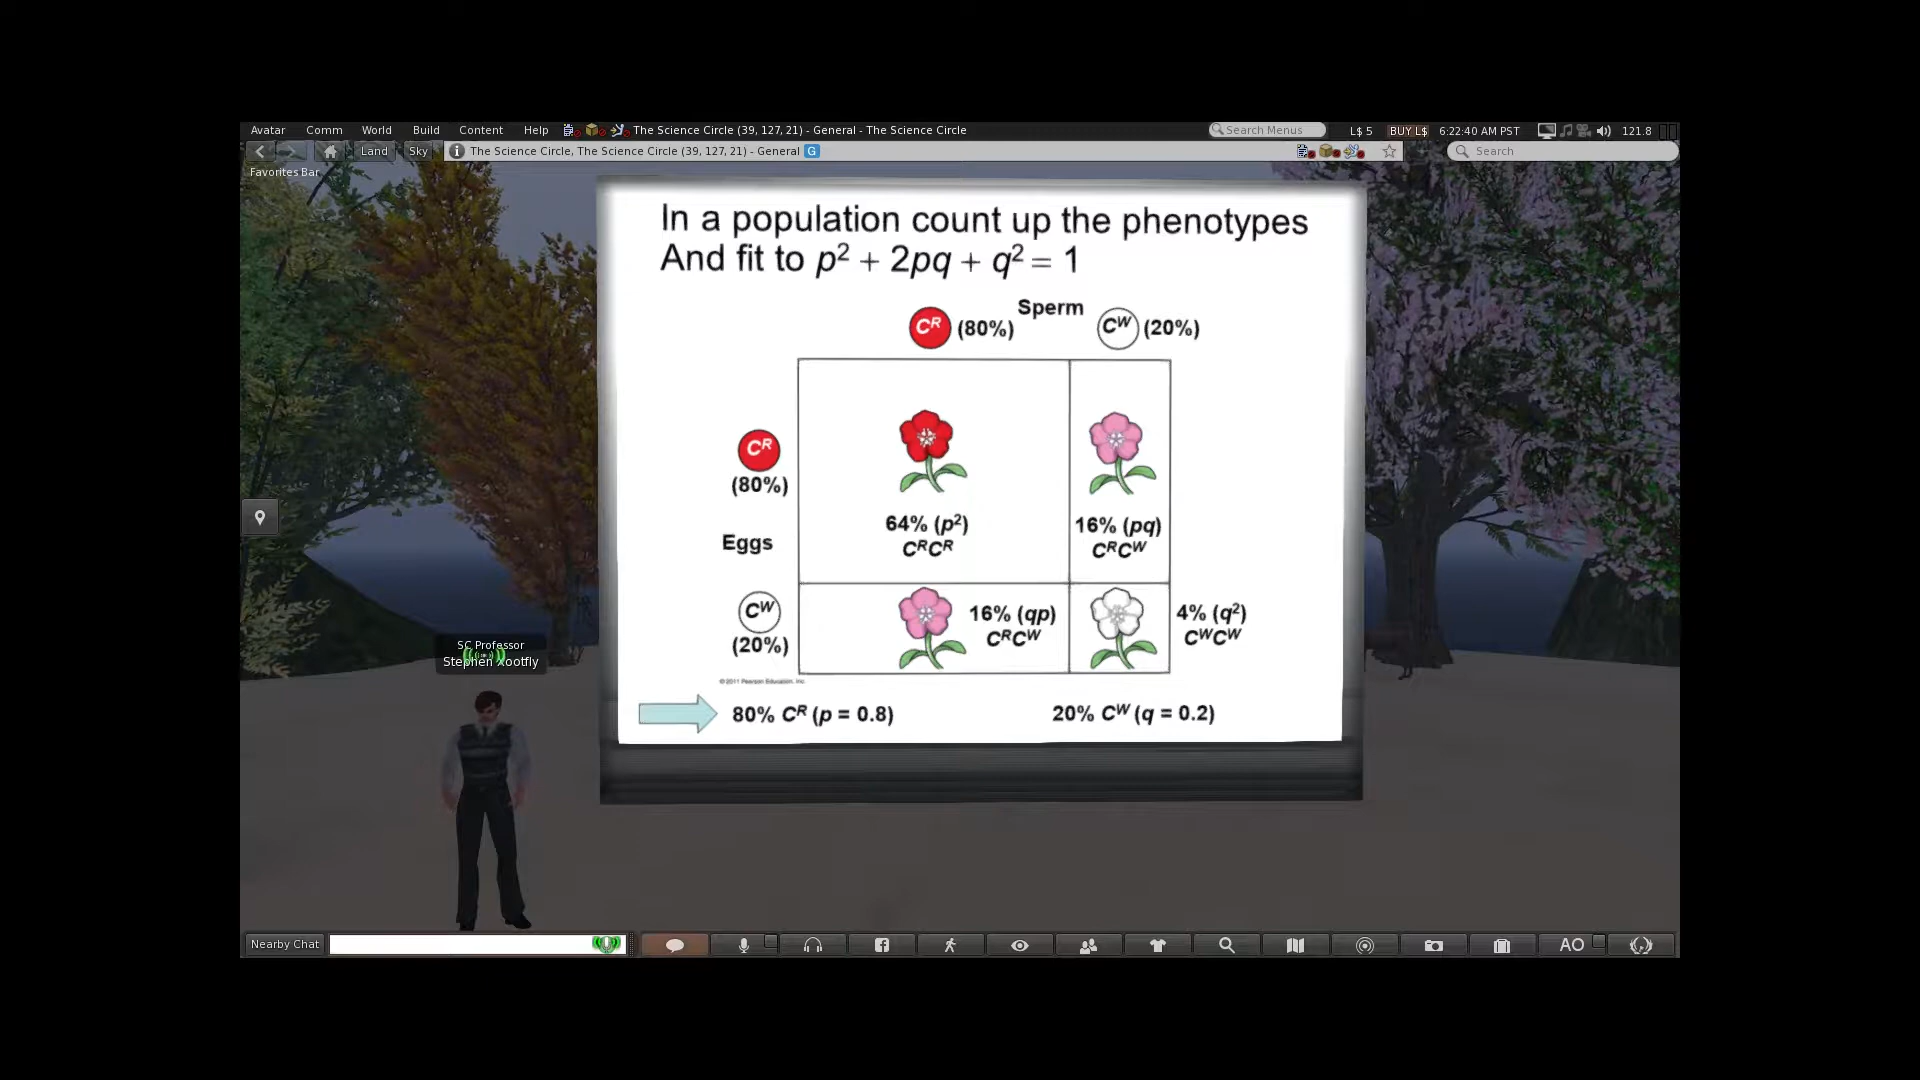 Avatar Comm World Build Content Help The Science Circle (39, 127, 21) - General - The Science Circle Search Menus L$ 5 BUY L$ 6:22:40 AM PST 121.8
Land Sky The Science Circle, The Science Circle (39, 127, 21) - General G Search
Favorites Bar
In a population count up the phenotypes
And fit to p² + 2pq + q² = 1
Sperm
Cᴿ (80%) Cᵂ (20%)
Cᴿ
(80%)
64% (p²) 16% (pq)
CᴿCᴿ CᴿCᵂ
Eggs
Cᵂ
(20%)
16% (qp) 4% (q²)
CᴿCᵂ CᵂCᵂ
© 2011 Pearson Education, Inc.
80% Cᴿ (p = 0.8) 20% Cᵂ (q = 0.2)
SC Professor
Stephen Xootfly
Nearby Chat AO